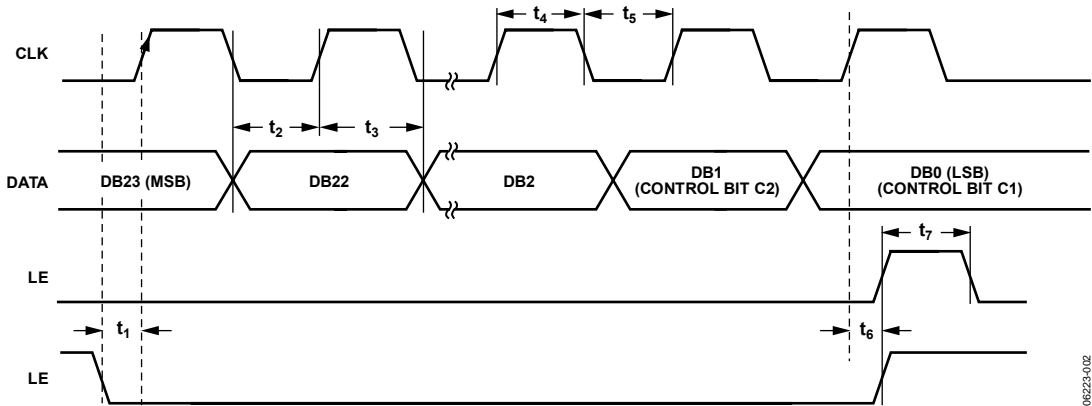 t4
t5
CLK
t2
t3
DATA
DB23 (MSB)
DB22
DB2
DB1
(CONTROL BIT C2)
DB0 (LSB)
(CONTROL BIT C1)
t7
LE
t1
t6
LE
06223-002